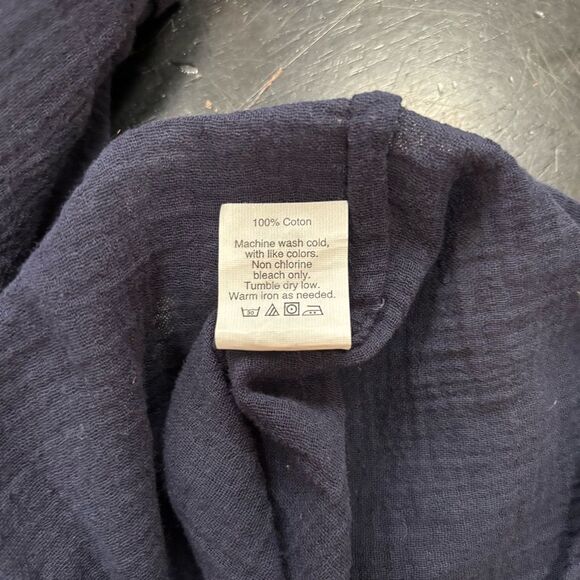 100% Coton
Machine wash cold,
with like colors.
Non chlorine
bleach only.
Tumble dry low.
Warm iron as needed.
30